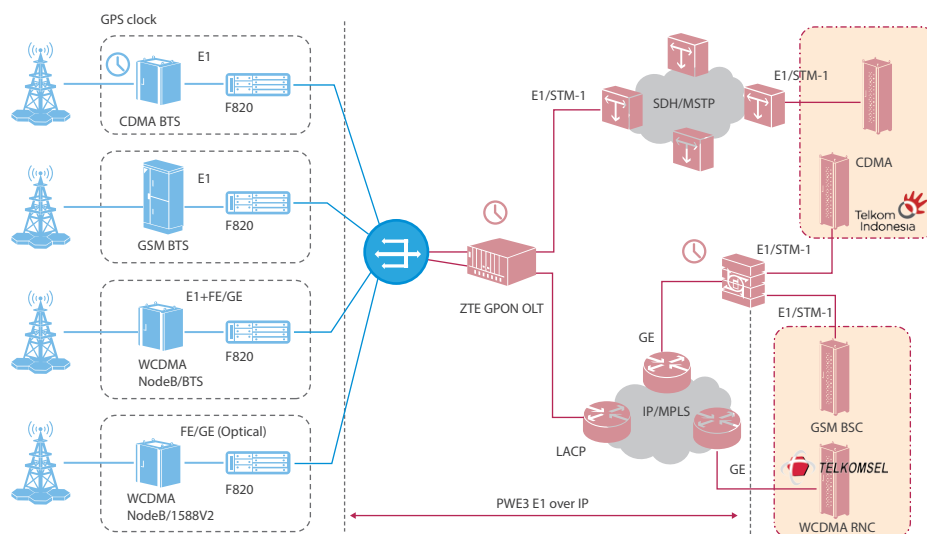 GPS clock
E1
F820
CDMA BTS
E1
F820
GSM BTS
E1+FE/GE
F820
WCDMA
NodeB/BTS
FE/GE (Optical)
F820
WCDMA
NodeB/1588V2
ZTE GPON OLT
E1/STM-1
SDH/MSTP
E1/STM-1
CDMA
Telkom
Indonesia
E1/STM-1
E1/STM-1
GE
IP/MPLS
LACP
GE
GSM BSC
TELKOMSEL
WCDMA RNC
PWE3 E1 over IP